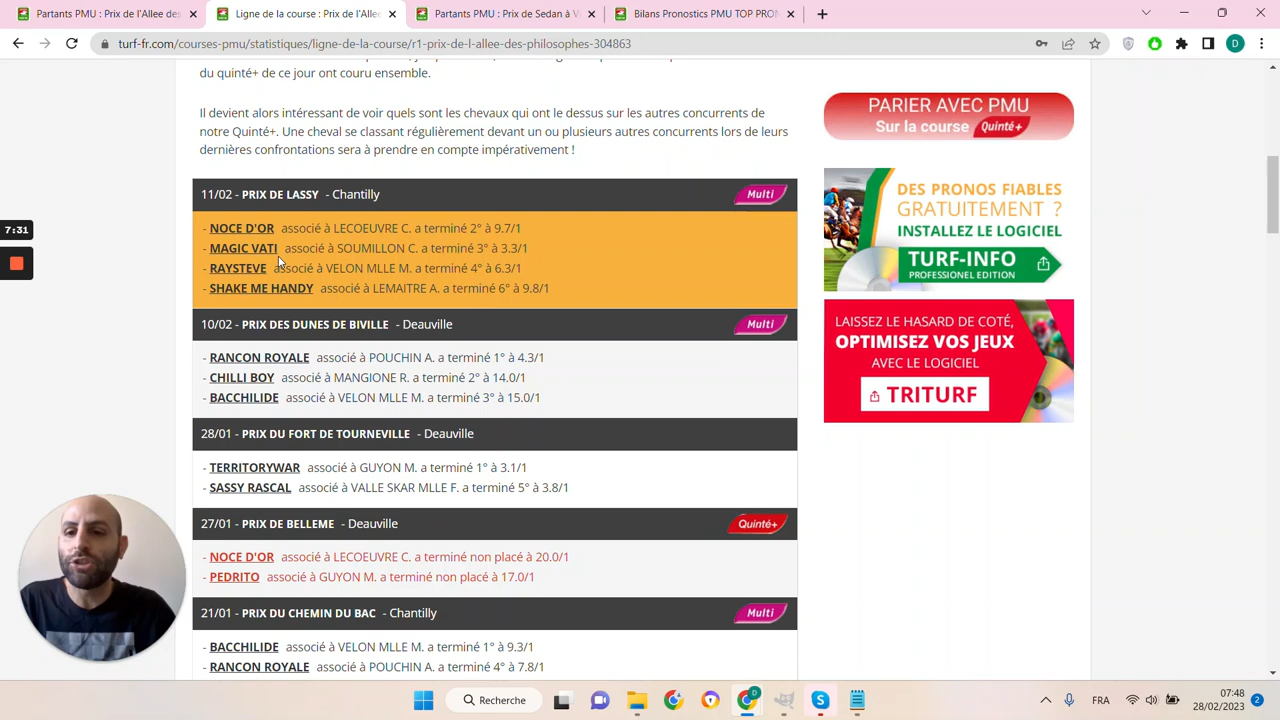 Partants PMU : Prix de l'Allee des
Ligne de la course : Prix de l'Alle
Partants PMU : Prix de Sedan à V
Bilans Pronostics PMU TOP PRON
turf-fr.com/courses-pmu/statistiques/ligne-de-la-course/r1-prix-de-l-allee-des-philosophes-304863
D
du quinté+ de ce jour ont couru ensemble.
Il devient alors intéressant de voir quels sont les chevaux qui ont le dessus sur les autres concurrents de
notre Quinté+. Une cheval se classant régulièrement devant un ou plusieurs autres concurrents lors de leurs
dernières confrontations sera à prendre en compte impérativement !
11/02 - PRIX DE LASSY - Chantilly
Multi
- NOCE D'OR associé à LECOEUVRE C. a terminé 2° à 9.7/1
- MAGIC VATI associé à SOUMILLON C. a terminé 3° à 3.3/1
- RAYSTEVE associé à VELON MLLE M. a terminé 4° à 6.3/1
- SHAKE ME HANDY associé à LEMAITRE A. a terminé 6° à 9.8/1
10/02 - PRIX DES DUNES DE BIVILLE - Deauville
Multi
- RANCON ROYALE associé à POUCHIN A. a terminé 1° à 4.3/1
- CHILLI BOY associé à MANGIONE R. a terminé 2° à 14.0/1
- BACCHILIDE associé à VELON MLLE M. a terminé 3° à 15.0/1
28/01 - PRIX DU FORT DE TOURNEVILLE - Deauville
- TERRITORYWAR associé à GUYON M. a terminé 1° à 3.1/1
- SASSY RASCAL associé à VALLE SKAR MLLE F. a terminé 5° à 3.8/1
27/01 - PRIX DE BELLEME - Deauville
Quinté+
- NOCE D'OR associé à LECOEUVRE C. a terminé non placé à 20.0/1
- PEDRITO associé à GUYON M. a terminé non placé à 17.0/1
21/01 - PRIX DU CHEMIN DU BAC - Chantilly
Multi
- BACCHILIDE associé à VELON MLLE M. a terminé 1° à 9.3/1
- RANCON ROYALE associé à POUCHIN A. a terminé 4° à 7.8/1
PARIER AVEC PMU
Sur la course Quinté+
DES PRONOS FIABLES
GRATUITEMENT ?
INSTALLEZ LE LOGICIEL
TURF-INFO
PROFESSIONEL EDITION
LAISSEZ LE HASARD DE COTÉ,
OPTIMISEZ VOS JEUX
AVEC LE LOGICIEL
TRITURF
7:31
Recherche
D
FRA
07:48
28/02/2023
2